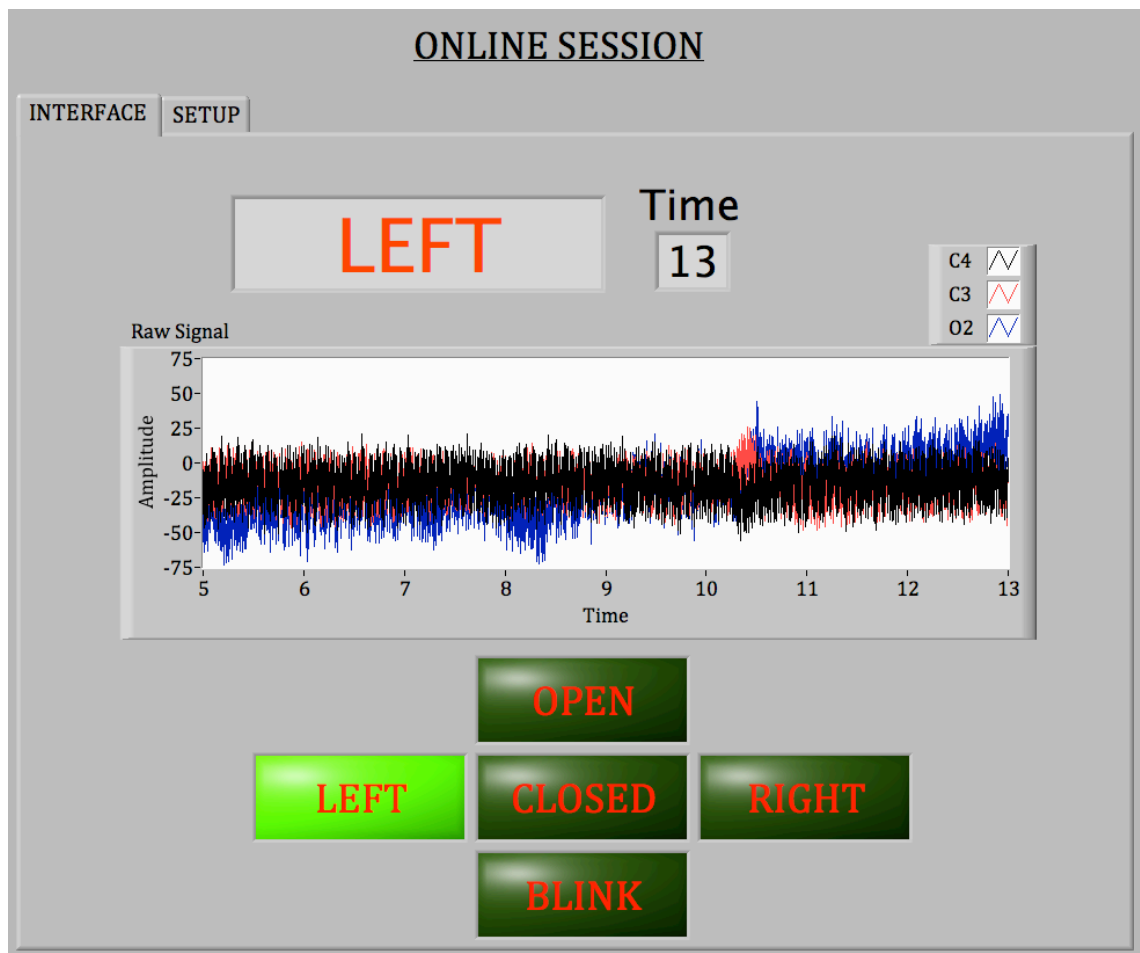 ONLINE SESSION
INTERFACE SETUP
LEFT
Time
13
C4
C3
O2
Raw Signal
75
50
25
0
-25
-50
-75
Amplitude
5 6 7 8 9 10 11 12 13
Time
OPEN
LEFT CLOSED RIGHT
BLINK